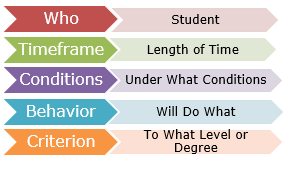 Who Student
Timeframe Length of Time
Conditions Under What Conditions
Behavior Will Do What
Criterion To What Level or
Degree